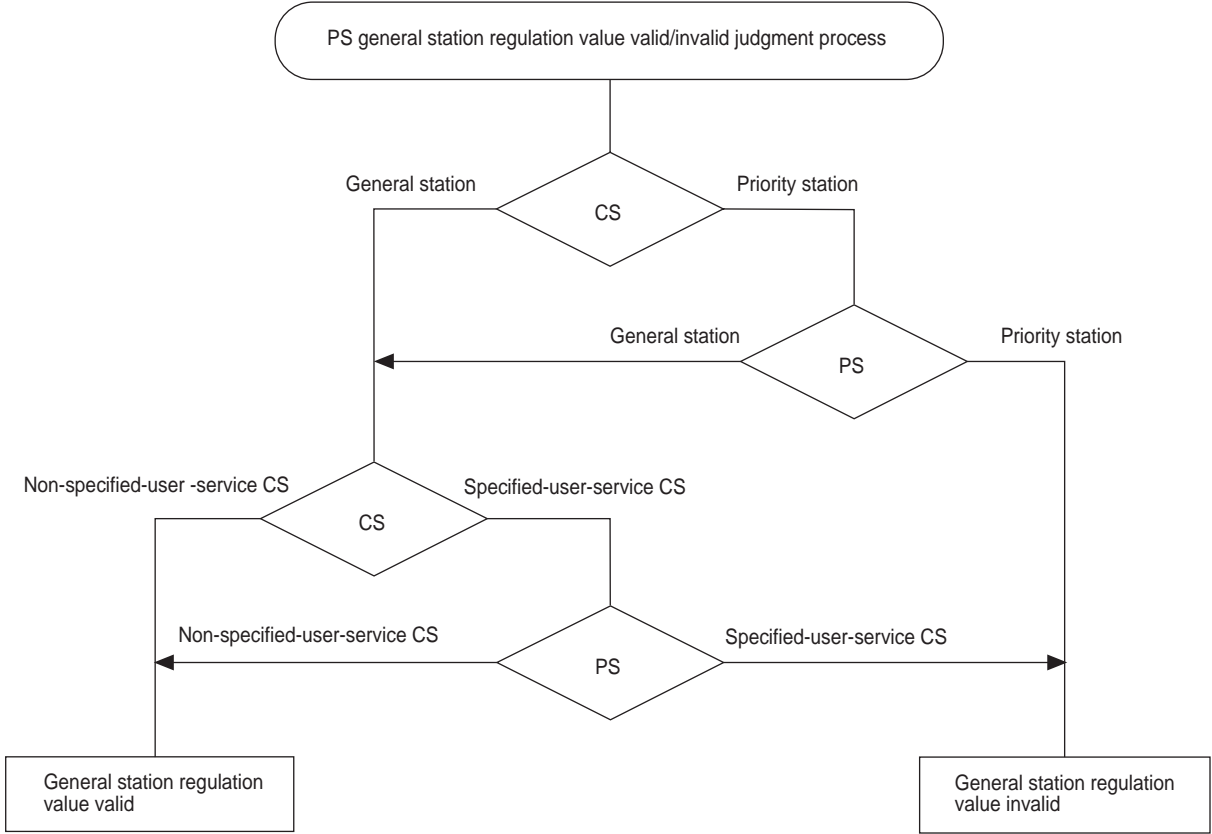 PS general station regulation value valid/invalid judgment process
General station
Priority station
CS
General station
Priority station
PS
Non-specified-user -service CS
Specified-user-service CS
CS
Non-specified-user-service CS
Specified-user-service CS
PS
General station regulation
value valid
General station regulation
value invalid